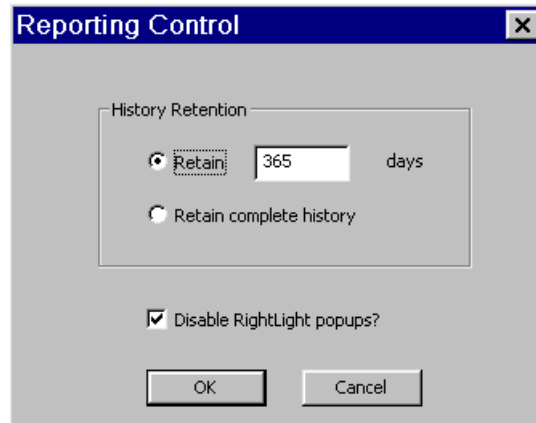 Reporting Control
History Retention
Retain 365 days
Retain complete history
Disable RightLight popups?
OK Cancel